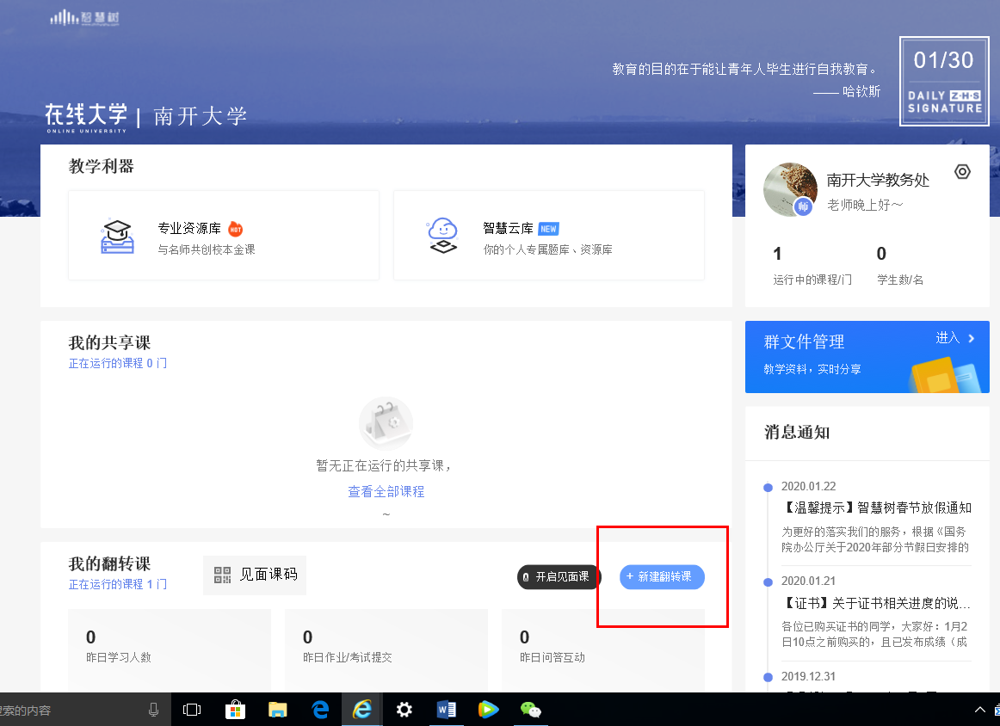 智慧树
教育的目的在于能让青年人毕生进行自我教育。
—— 哈钦斯
01/30
DAILY Z·H·S
SIGNATURE
在线大学 | 南开大学
ONLINE UNIVERSITY
教学利器
专业资源库 HOT
与名师共创校本金课
智慧云库 NEW
你的个人专属题库、资源库
南开大学教务处
师
老师晚上好～
1
运行中的课程/门
0
学生数/名
我的共享课
正在运行的课程 0 门
暂无正在运行的共享课，
查看全部课程
~
群文件管理
进入
教学资料，实时分享
消息通知
2020.01.22
【温馨提示】智慧树春节放假通知
为更好的落实我们的服务，根据《国务
院办公厅关于2020年部分节假日安排的
2020.01.21
【证书】关于证书相关进度的说...
各位已购买证书的同学，大家好：1月2
日10点之前购买的，且已发布成绩（成
2019.12.31
我的翻转课
正在运行的课程 1 门
见面课码
开启见面课
+ 新建翻转课
0
昨日学习人数
0
昨日作业/考试提交
0
昨日问答互动
索的内容